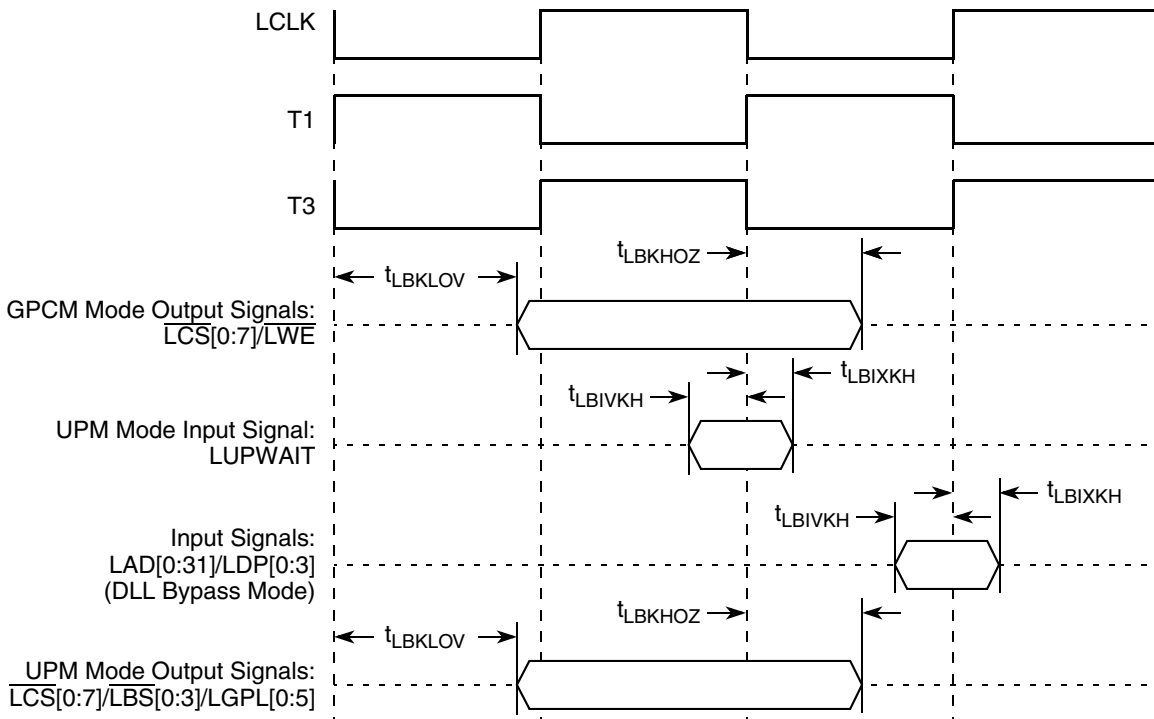 LCLK
T1
T3
tLBKHOZ
tLBKLOV
GPCM Mode Output Signals:
LCS[0:7]/LWE
tLBIXKH
tLBIVKH
UPM Mode Input Signal:
LUPWAIT
tLBIXKH
tLBIVKH
Input Signals:
LAD[0:31]/LDP[0:3]
(DLL Bypass Mode)
tLBKHOZ
tLBKLOV
UPM Mode Output Signals:
LCS[0:7]/LBS[0:3]/LGPL[0:5]